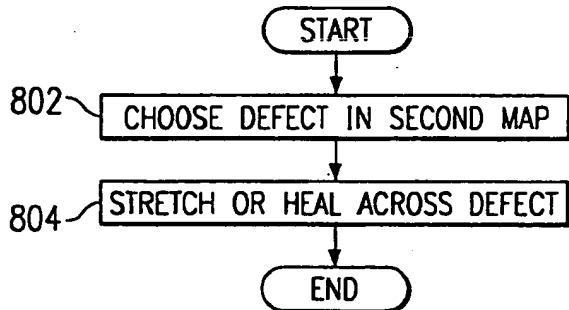 START
802
CHOOSE DEFECT IN SECOND MAP
804
STRETCH OR HEAL ACROSS DEFECT
END